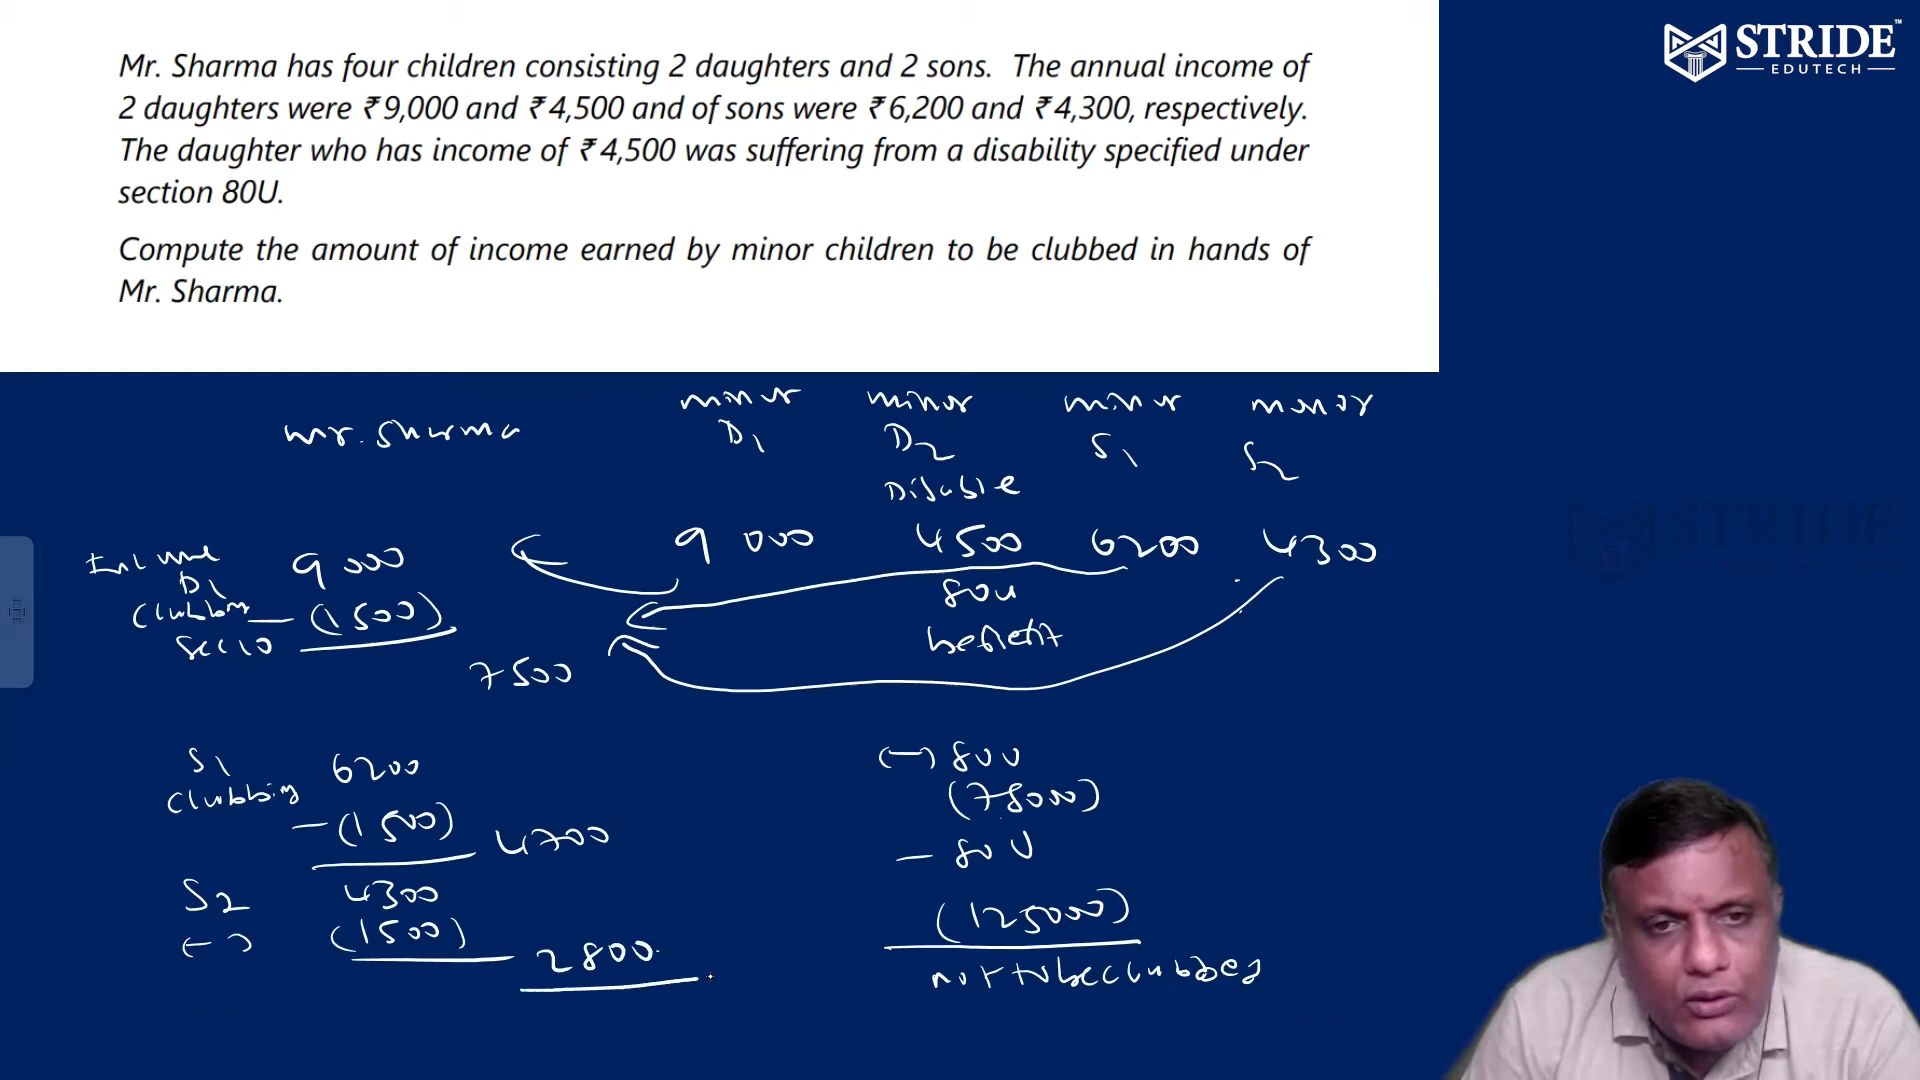 STRIDE™
EDUTECH
Mr. Sharma has four children consisting 2 daughters and 2 sons. The annual income of
2 daughters were ₹ 9,000 and ₹ 4,500 and of sons were ₹ 6,200 and ₹ 4,300, respectively.
The daughter who has income of ₹ 4,500 was suffering from a disability specified under
section 80U.
Compute the amount of income earned by minor children to be clubbed in hands of
Mr. Sharma.
minor minor minor minor
mr. Sharma D1 D2 S1 S2
Disable
9000 4500 6200 4300
Income 9000
D1 80u
Clubbing — (1500) benefit
Sec 10
7500
S1 6200 (-) 80U
Clubbing (78000)
- (1500) 4700 - 80U
S2 4300 (125000)
(-) (1500) 2800 not to be clubbed
STRIDE